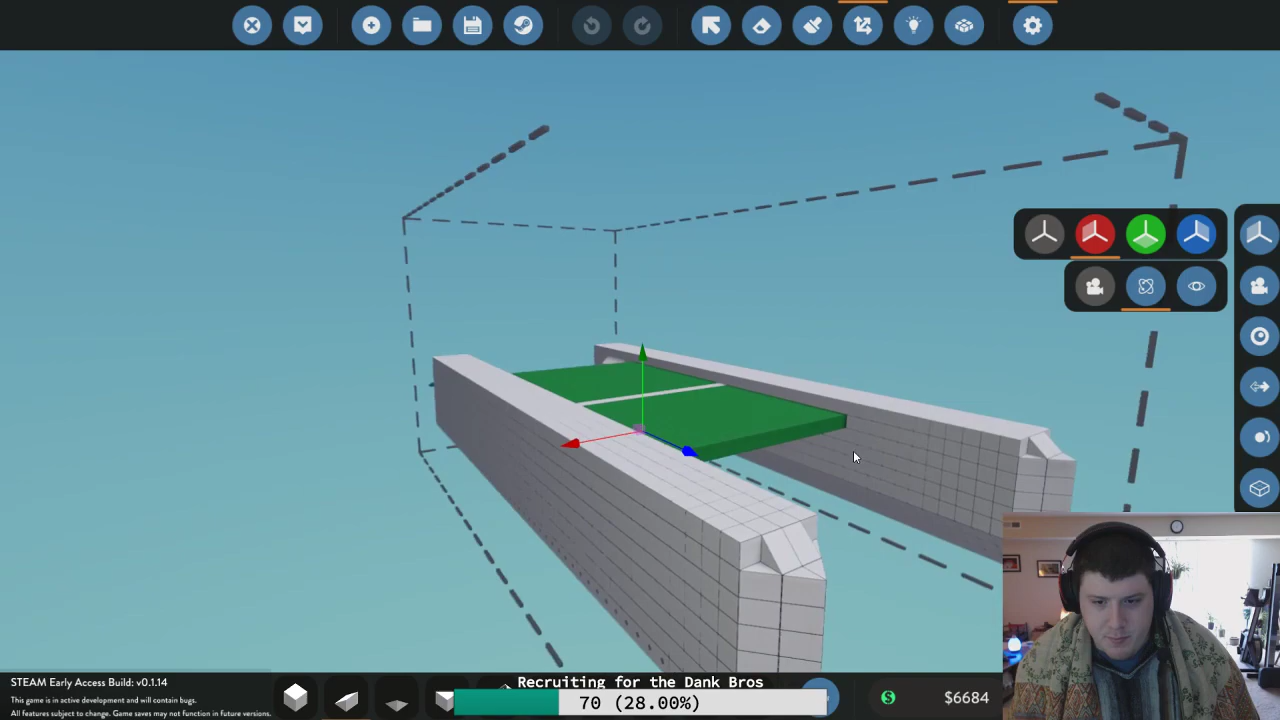 STEAM Early Access Build: v0.1.14
This game is in active development and will contain bugs.
All features subject to change. Game saves may not function in future versions.
Recruiting for the Dank Bros
70 (28.00%)
$6684